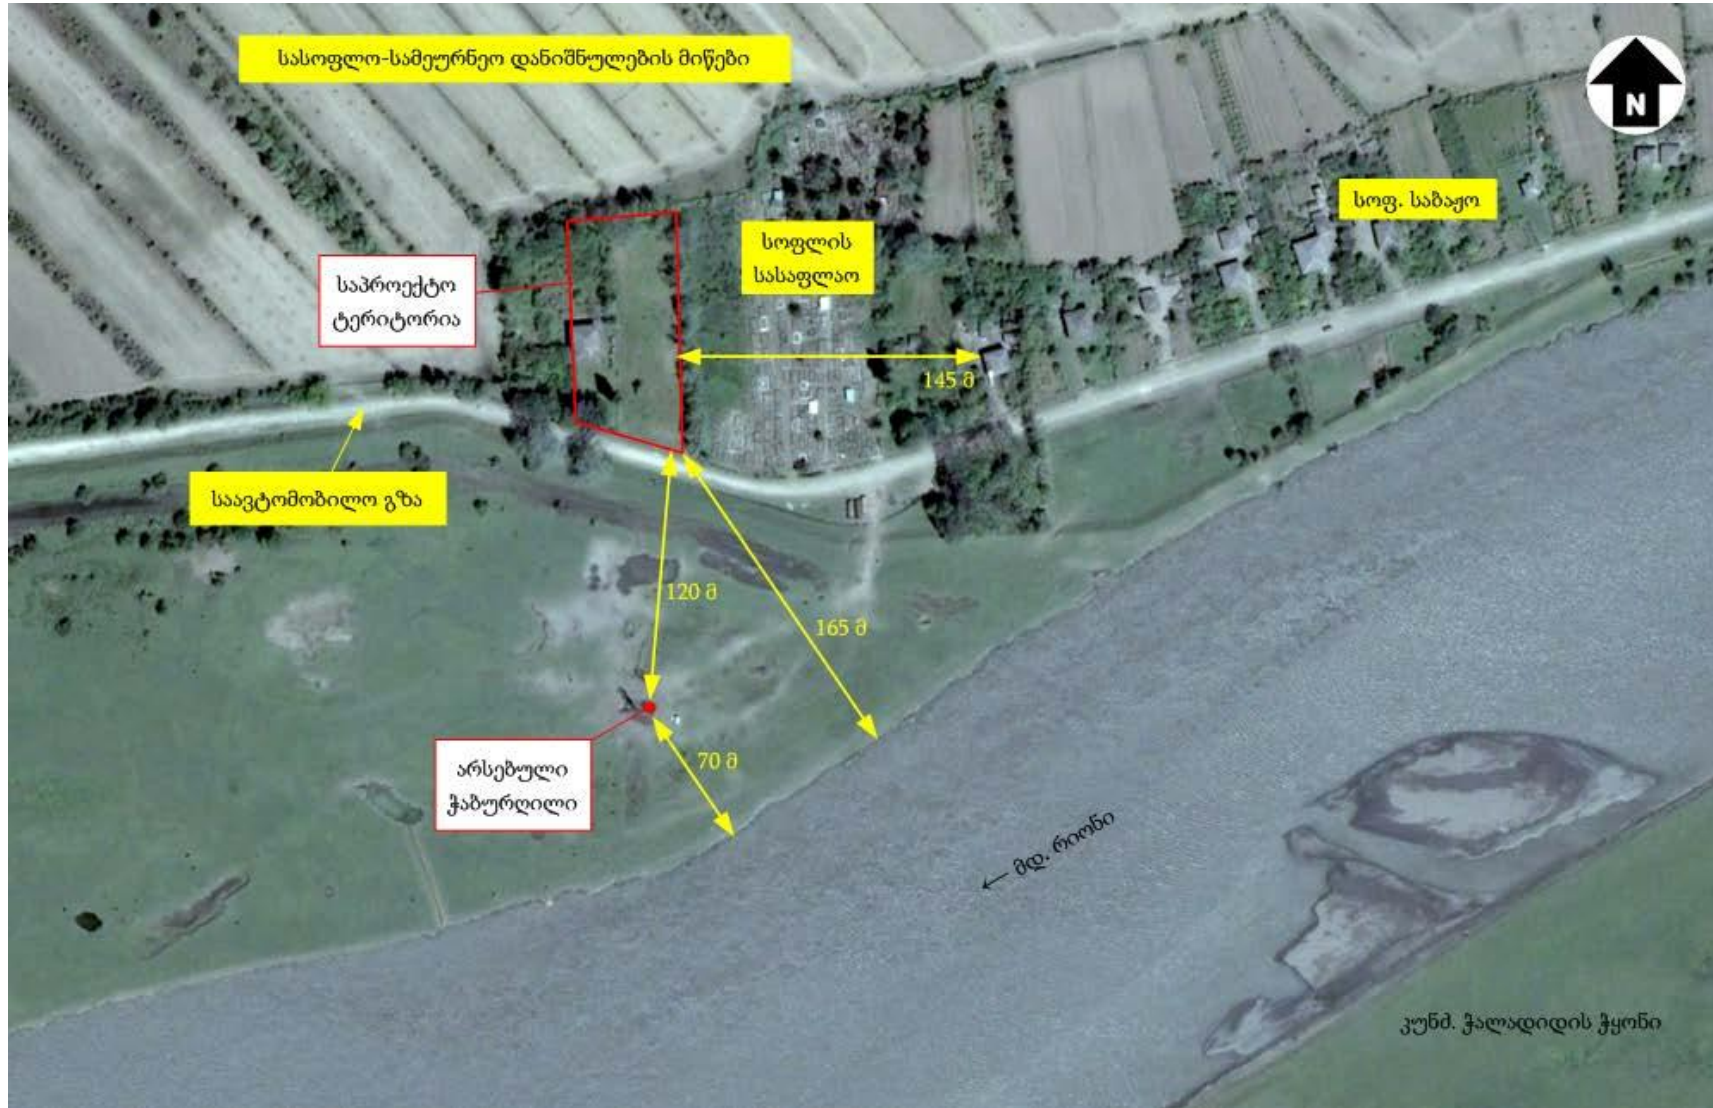 სასოფლო-სამეურნეო დანიშნულების მიწები
N
სოფ. საბაჟო
სოფლის
სასაფლაო
საპროექტო
ტერიტორია
145 მ
საავტომობილო გზა
120 მ
165 მ
არსებული
ჭაბურღილი
70 მ
← მდ. რიონი
კუნძ. ჭალადიდის ჭყონი